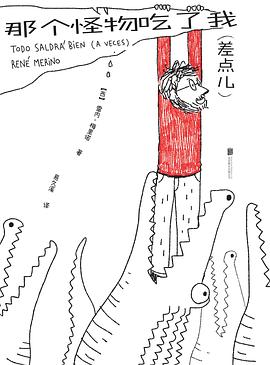 那个怪物吃了我
(差点儿)
TODO SALDRÁ BIEN (A VECES)
RENÉ MERINO
[西] 雷内·梅里诺 著
译